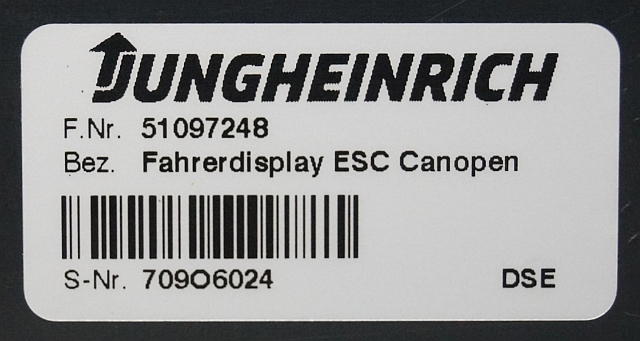 JUNGHEINRICH
F.Nr. 51097248
Bez. Fahrerdisplay ESC Canopen
S-Nr. 709O6024 DSE